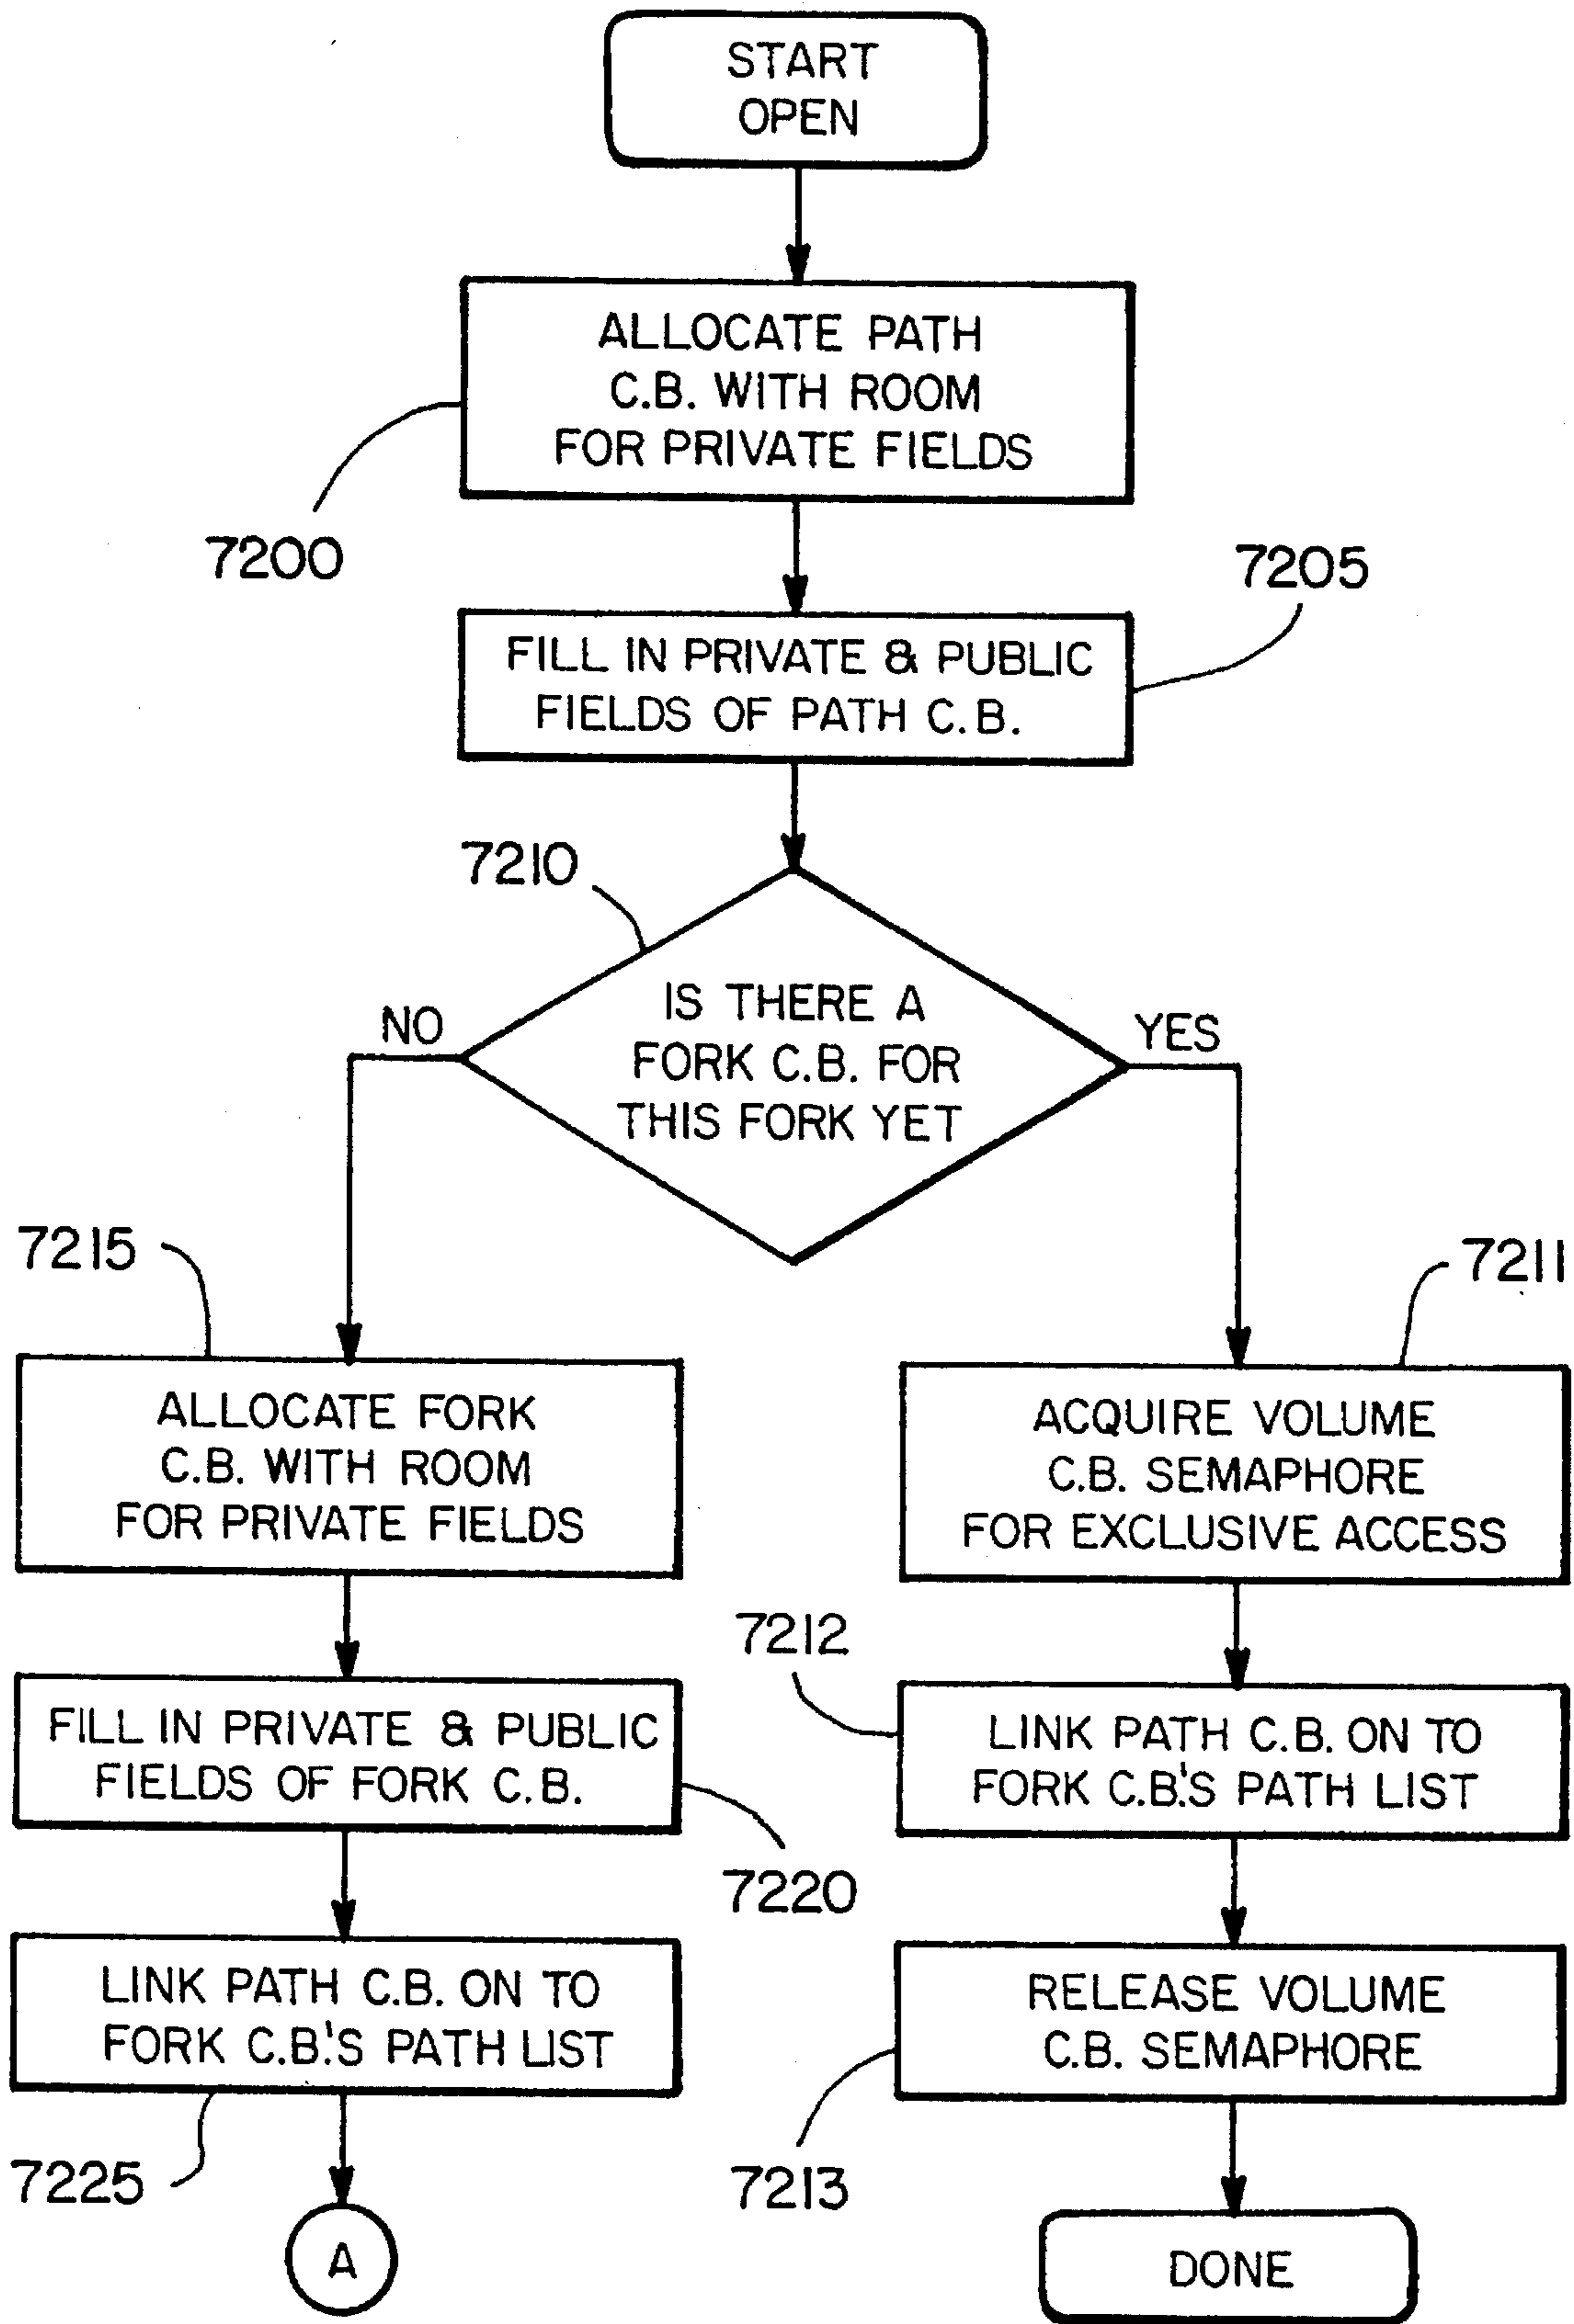 START
OPEN
ALLOCATE PATH
C.B. WITH ROOM
FOR PRIVATE FIELDS
7200
7205
FILL IN PRIVATE & PUBLIC
FIELDS OF PATH C.B.
7210
IS THERE A
FORK C.B. FOR
THIS FORK YET
NO
YES
7215
ALLOCATE FORK
C.B. WITH ROOM
FOR PRIVATE FIELDS
FILL IN PRIVATE & PUBLIC
FIELDS OF FORK C.B.
7220
LINK PATH C.B. ON TO
FORK C.B.'S PATH LIST
7225
A
7211
ACQUIRE VOLUME
C.B. SEMAPHORE
FOR EXCLUSIVE ACCESS
7212
LINK PATH C.B. ON TO
FORK C.B.'S PATH LIST
RELEASE VOLUME
C.B. SEMAPHORE
7213
DONE